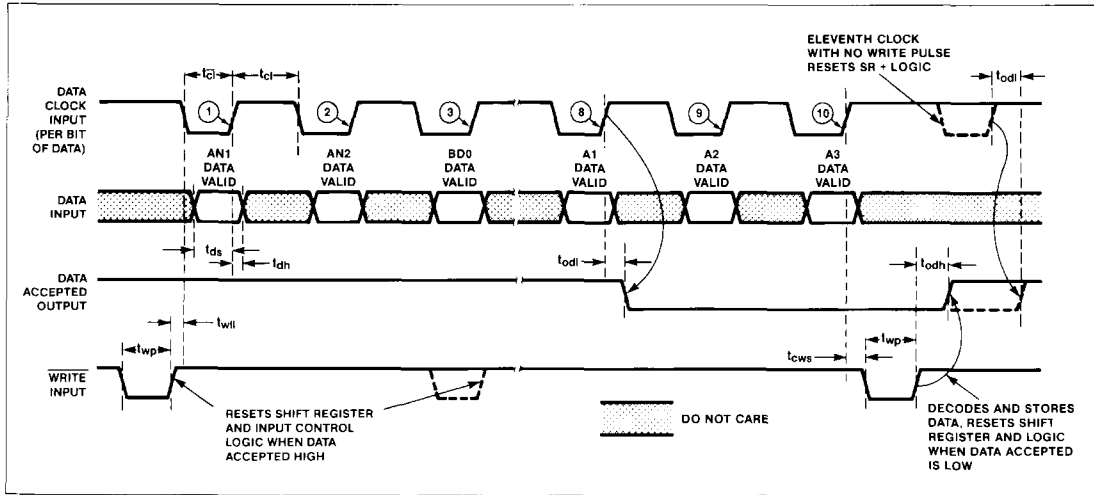 ELEVENTH CLOCK
WITH NO WRITE PULSE
RESETS SR + LOGIC
DATA
CLOCK
INPUT
(PER BIT
OF DATA)
tc̅l̅
tcl
todl
1
2
3
8
9
10
AN1
DATA
VALID
AN2
DATA
VALID
BD0
DATA
VALID
A1
DATA
VALID
A2
DATA
VALID
A3
DATA
VALID
DATA
INPUT
tds
tdh
DATA
ACCEPTED
OUTPUT
todl
todh
twll
twp
tcws
twp
W̅R̅I̅T̅E̅
INPUT
RESETS SHIFT REGISTER
AND INPUT CONTROL
LOGIC WHEN DATA
ACCEPTED HIGH
DO NOT CARE
DECODES AND STORES
DATA, RESETS SHIFT
REGISTER AND LOGIC
WHEN DATA ACCEPTED
IS LOW